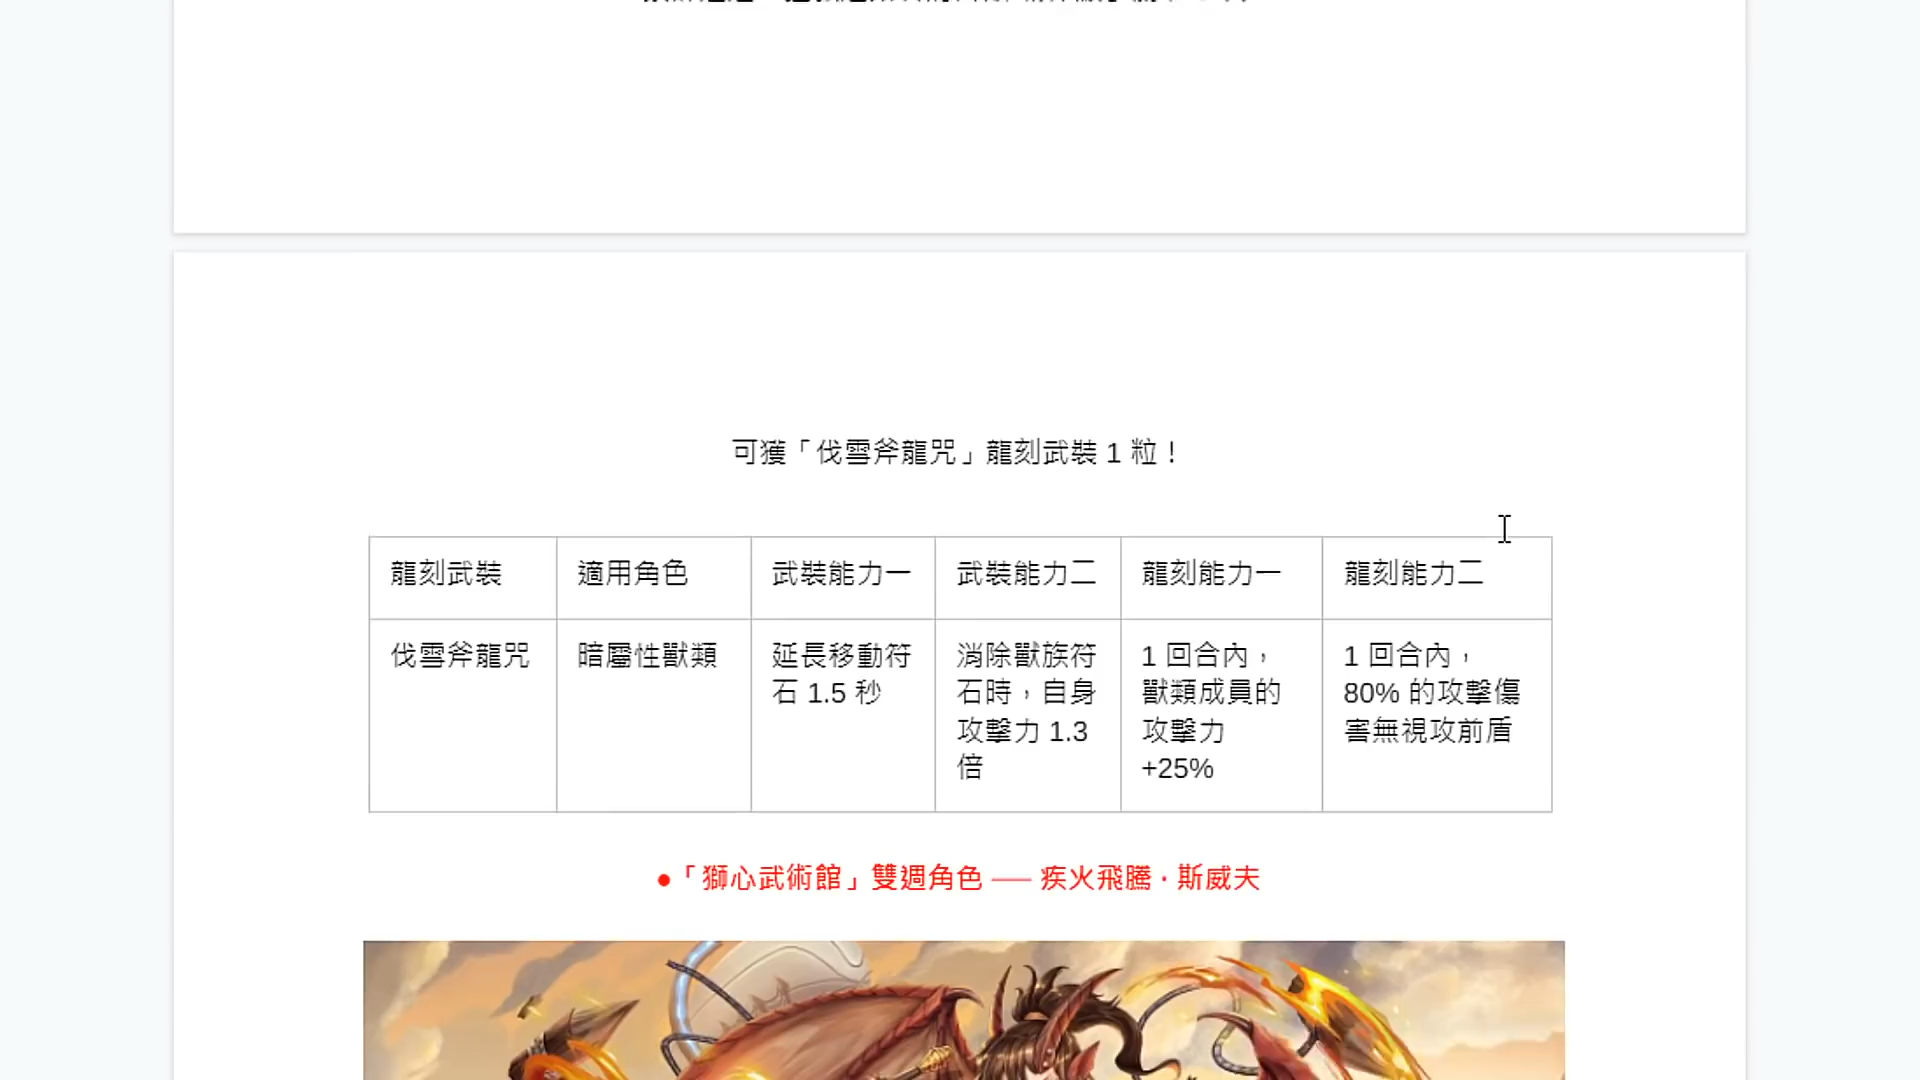 可獲「伐雪斧龍咒」龍刻武裝 1 粒！
龍刻武裝 適用角色 武裝能力一 武裝能力二 龍刻能力一 龍刻能力二
伐雪斧龍咒
暗屬性獸類
延長移動符
石 1.5 秒
消除獸族符
石時，自身
攻擊力 1.3
倍
1 回合內，
獸類成員的
攻擊力
+25%
1 回合內，
80% 的攻擊傷
害無視攻前盾
●「獅心武術館」雙週角色 —— 疾火飛騰 · 斯威夫